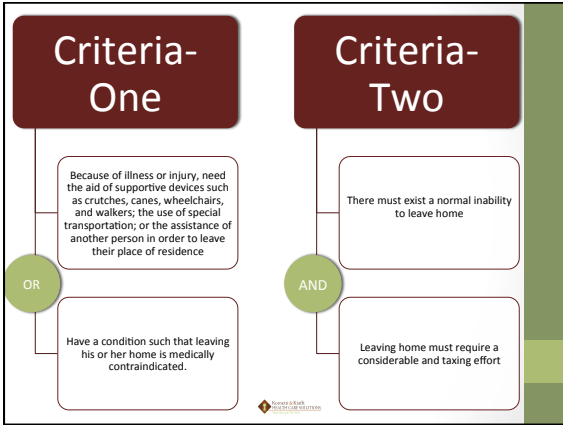 Criteria-
One
Because of illness or injury, need
the aid of supportive devices such
as crutches, canes, wheelchairs,
and walkers; the use of special
transportation; or the assistance of
another person in order to leave
their place of residence
OR
Have a condition such that leaving
his or her home is medically
contraindicated.
Criteria-
Two
There must exist a normal inability
to leave home
AND
Leaving home must require a
considerable and taxing effort
HEALTH CARE SOLUTIONS